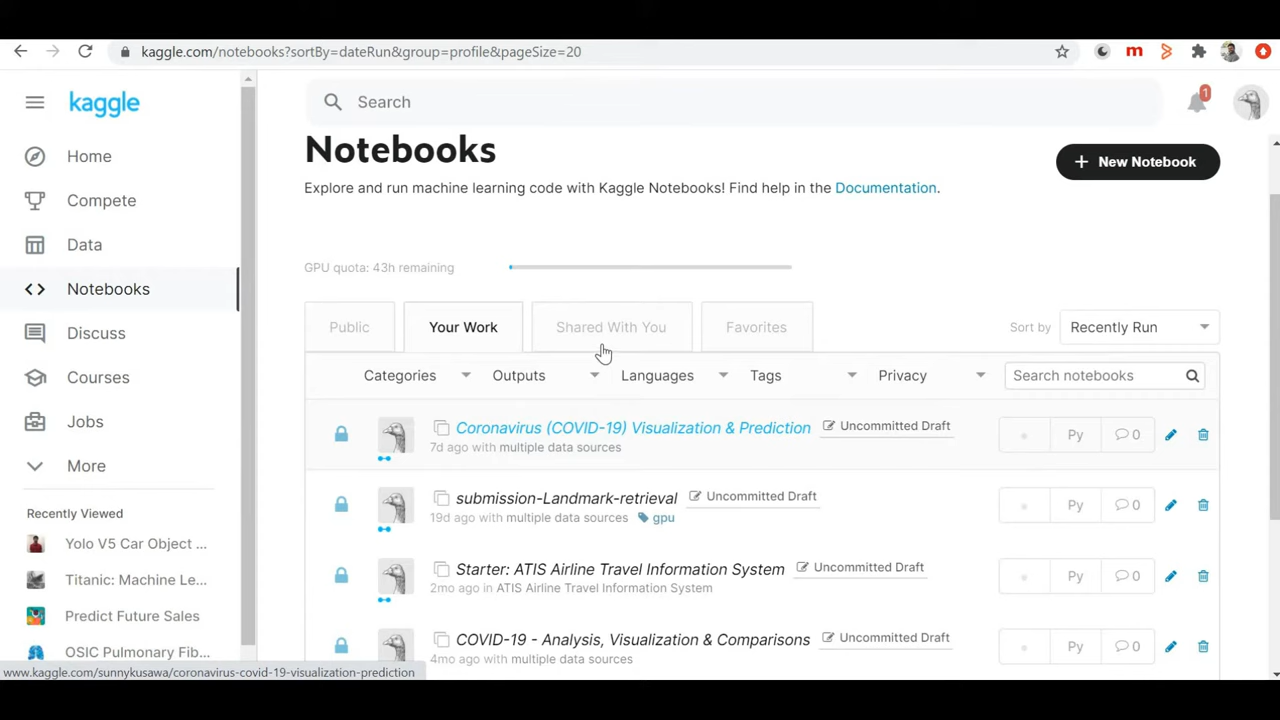 kaggle.com/notebooks?sortBy=dateRun&group=profile&pageSize=20
m
kaggle
Search
1
Home
Compete
Data
Notebooks
Discuss
Courses
Jobs
More
Recently Viewed
Yolo V5 Car Object ...
Titanic: Machine Le...
Predict Future Sales
OSIC Pulmonary Fib...
Notebooks
+ New Notebook
Explore and run machine learning code with Kaggle Notebooks! Find help in the Documentation.
GPU quota: 43h remaining
Public
Your Work
Shared With You
Favorites
Sort by
Recently Run
Categories
Outputs
Languages
Tags
Privacy
Search notebooks
Coronavirus (COVID-19) Visualization & Prediction
Uncommitted Draft
7d ago with multiple data sources
Py
0
submission-Landmark-retrieval
Uncommitted Draft
19d ago with multiple data sources
gpu
Py
0
Starter: ATIS Airline Travel Information System
Uncommitted Draft
2mo ago in ATIS Airline Travel Information System
Py
0
COVID-19 - Analysis, Visualization & Comparisons
Uncommitted Draft
4mo ago with multiple data sources
Py
0
www.kaggle.com/sunnykusawa/coronavirus-covid-19-visualization-prediction